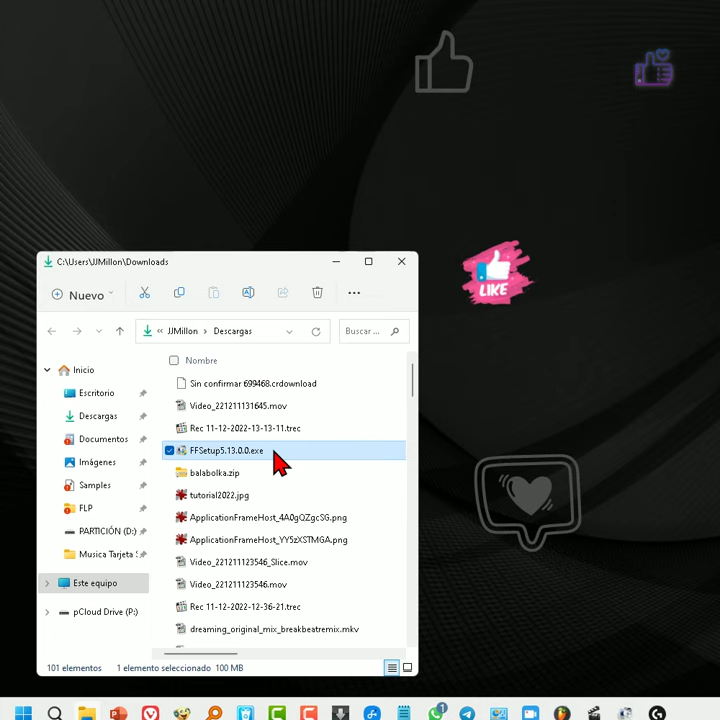 C:\Users\JJMillon\Downloads
Nuevo
JJMillon > Descargas
Buscar ...
Nombre
Inicio
Escritorio
Descargas
Documentos
Imágenes
Samples
FLP
PARTICIÓN (D:)
Musica Tarjeta
Este equipo
pCloud Drive (P:)
Sin confirmar 699468.crdownload
Video_221211131645.mov
Rec 11-12-2022-13-13-11.trec
FFSetup5.13.0.0.exe
balabolka.zip
tutorial2022.jpg
ApplicationFrameHost_4A0gQZgcSG.png
ApplicationFrameHost_YY5zXSTMGA.png
Video_221211123546_Slice.mov
Video_221211123546.mov
Rec 11-12-2022-12-36-21.trec
dreaming_original_mix_breakbeatremix.mkv
101 elementos 1 elemento seleccionado 100 MB
LIKE
1